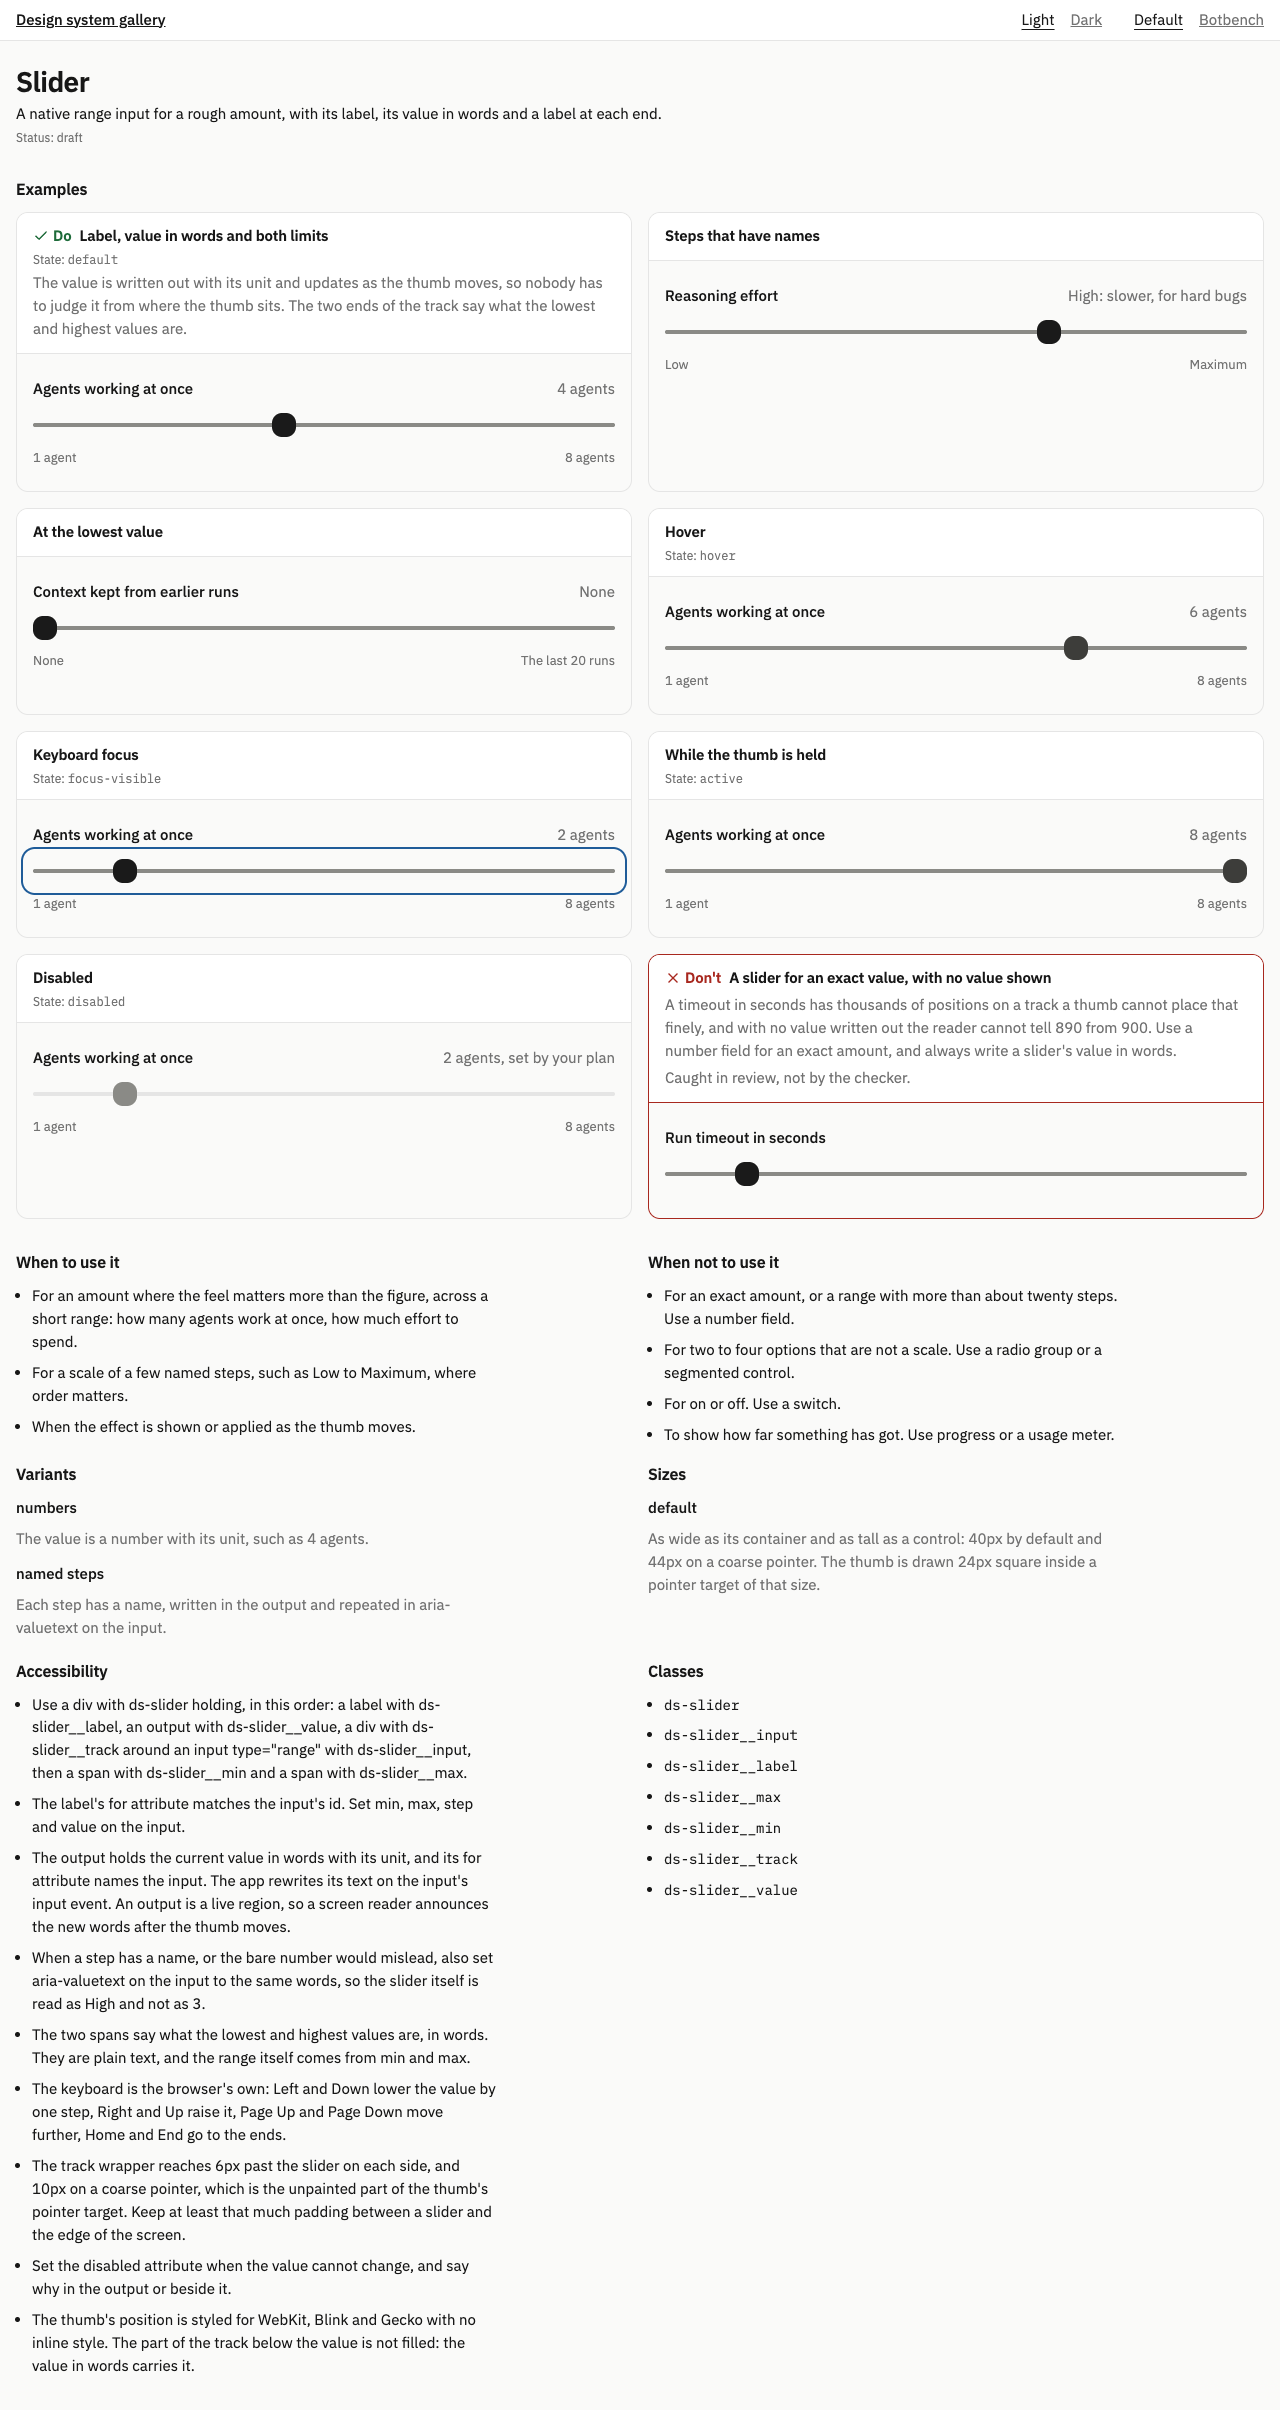 Design system gallery
Light Dark Default Botbench
Slider
A native range input for a rough amount, with its label, its value in words and a label at each end.
Status: draft
Examples
Do Label, value in words and both limits
State: default
The value is written out with its unit and updates as the thumb moves, so nobody has
to judge it from where the thumb sits. The two ends of the track say what the lowest
and highest values are.
Agents working at once 4 agents
1 agent 8 agents
Steps that have names
Reasoning effort High: slower, for hard bugs
Low Maximum
At the lowest value
Context kept from earlier runs None
None The last 20 runs
Hover
State: hover
Agents working at once 6 agents
1 agent 8 agents
Keyboard focus
State: focus-visible
Agents working at once 2 agents
1 agent 8 agents
While the thumb is held
State: active
Agents working at once 8 agents
1 agent 8 agents
Disabled
State: disabled
Agents working at once 2 agents, set by your plan
1 agent 8 agents
Don't A slider for an exact value, with no value shown
A timeout in seconds has thousands of positions on a track a thumb cannot place that
finely, and with no value written out the reader cannot tell 890 from 900. Use a
number field for an exact amount, and always write a slider's value in words.
Caught in review, not by the checker.
Run timeout in seconds
When to use it
For an amount where the feel matters more than the figure, across a
short range: how many agents work at once, how much effort to
spend.
For a scale of a few named steps, such as Low to Maximum, where
order matters.
When the effect is shown or applied as the thumb moves.
When not to use it
For an exact amount, or a range with more than about twenty steps.
Use a number field.
For two to four options that are not a scale. Use a radio group or a
segmented control.
For on or off. Use a switch.
To show how far something has got. Use progress or a usage meter.
Variants
numbers
The value is a number with its unit, such as 4 agents.
named steps
Each step has a name, written in the output and repeated in aria-
valuetext on the input.
Sizes
default
As wide as its container and as tall as a control: 40px by default and
44px on a coarse pointer. The thumb is drawn 24px square inside a
pointer target of that size.
Accessibility
Use a div with ds-slider holding, in this order: a label with ds-
slider__label, an output with ds-slider__value, a div with ds-
slider__track around an input type="range" with ds-slider__input,
then a span with ds-slider__min and a span with ds-slider__max.
The label's for attribute matches the input's id. Set min, max, step
and value on the input.
The output holds the current value in words with its unit, and its for
attribute names the input. The app rewrites its text on the input's
input event. An output is a live region, so a screen reader announces
the new words after the thumb moves.
When a step has a name, or the bare number would mislead, also set
aria-valuetext on the input to the same words, so the slider itself is
read as High and not as 3.
The two spans say what the lowest and highest values are, in words.
They are plain text, and the range itself comes from min and max.
The keyboard is the browser's own: Left and Down lower the value by
one step, Right and Up raise it, Page Up and Page Down move
further, Home and End go to the ends.
The track wrapper reaches 6px past the slider on each side, and
10px on a coarse pointer, which is the unpainted part of the thumb's
pointer target. Keep at least that much padding between a slider and
the edge of the screen.
Set the disabled attribute when the value cannot change, and say
why in the output or beside it.
The thumb's position is styled for WebKit, Blink and Gecko with no
inline style. The part of the track below the value is not filled: the
value in words carries it.
Classes
ds-slider
ds-slider__input
ds-slider__label
ds-slider__max
ds-slider__min
ds-slider__track
ds-slider__value